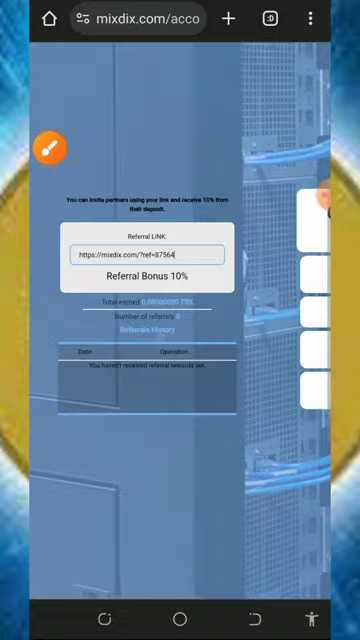 mixdix.com/acco
:D
You can invite partners using your link and receive 10% from
their deposit.
Referral LINK:
https://mixdix.com/?ref=87564
Referral Bonus 10%
Total earned 0.00000000 TRX
Number of referrals 0
Referrals History
Date Operation:
You haven't received referral rewards yet.